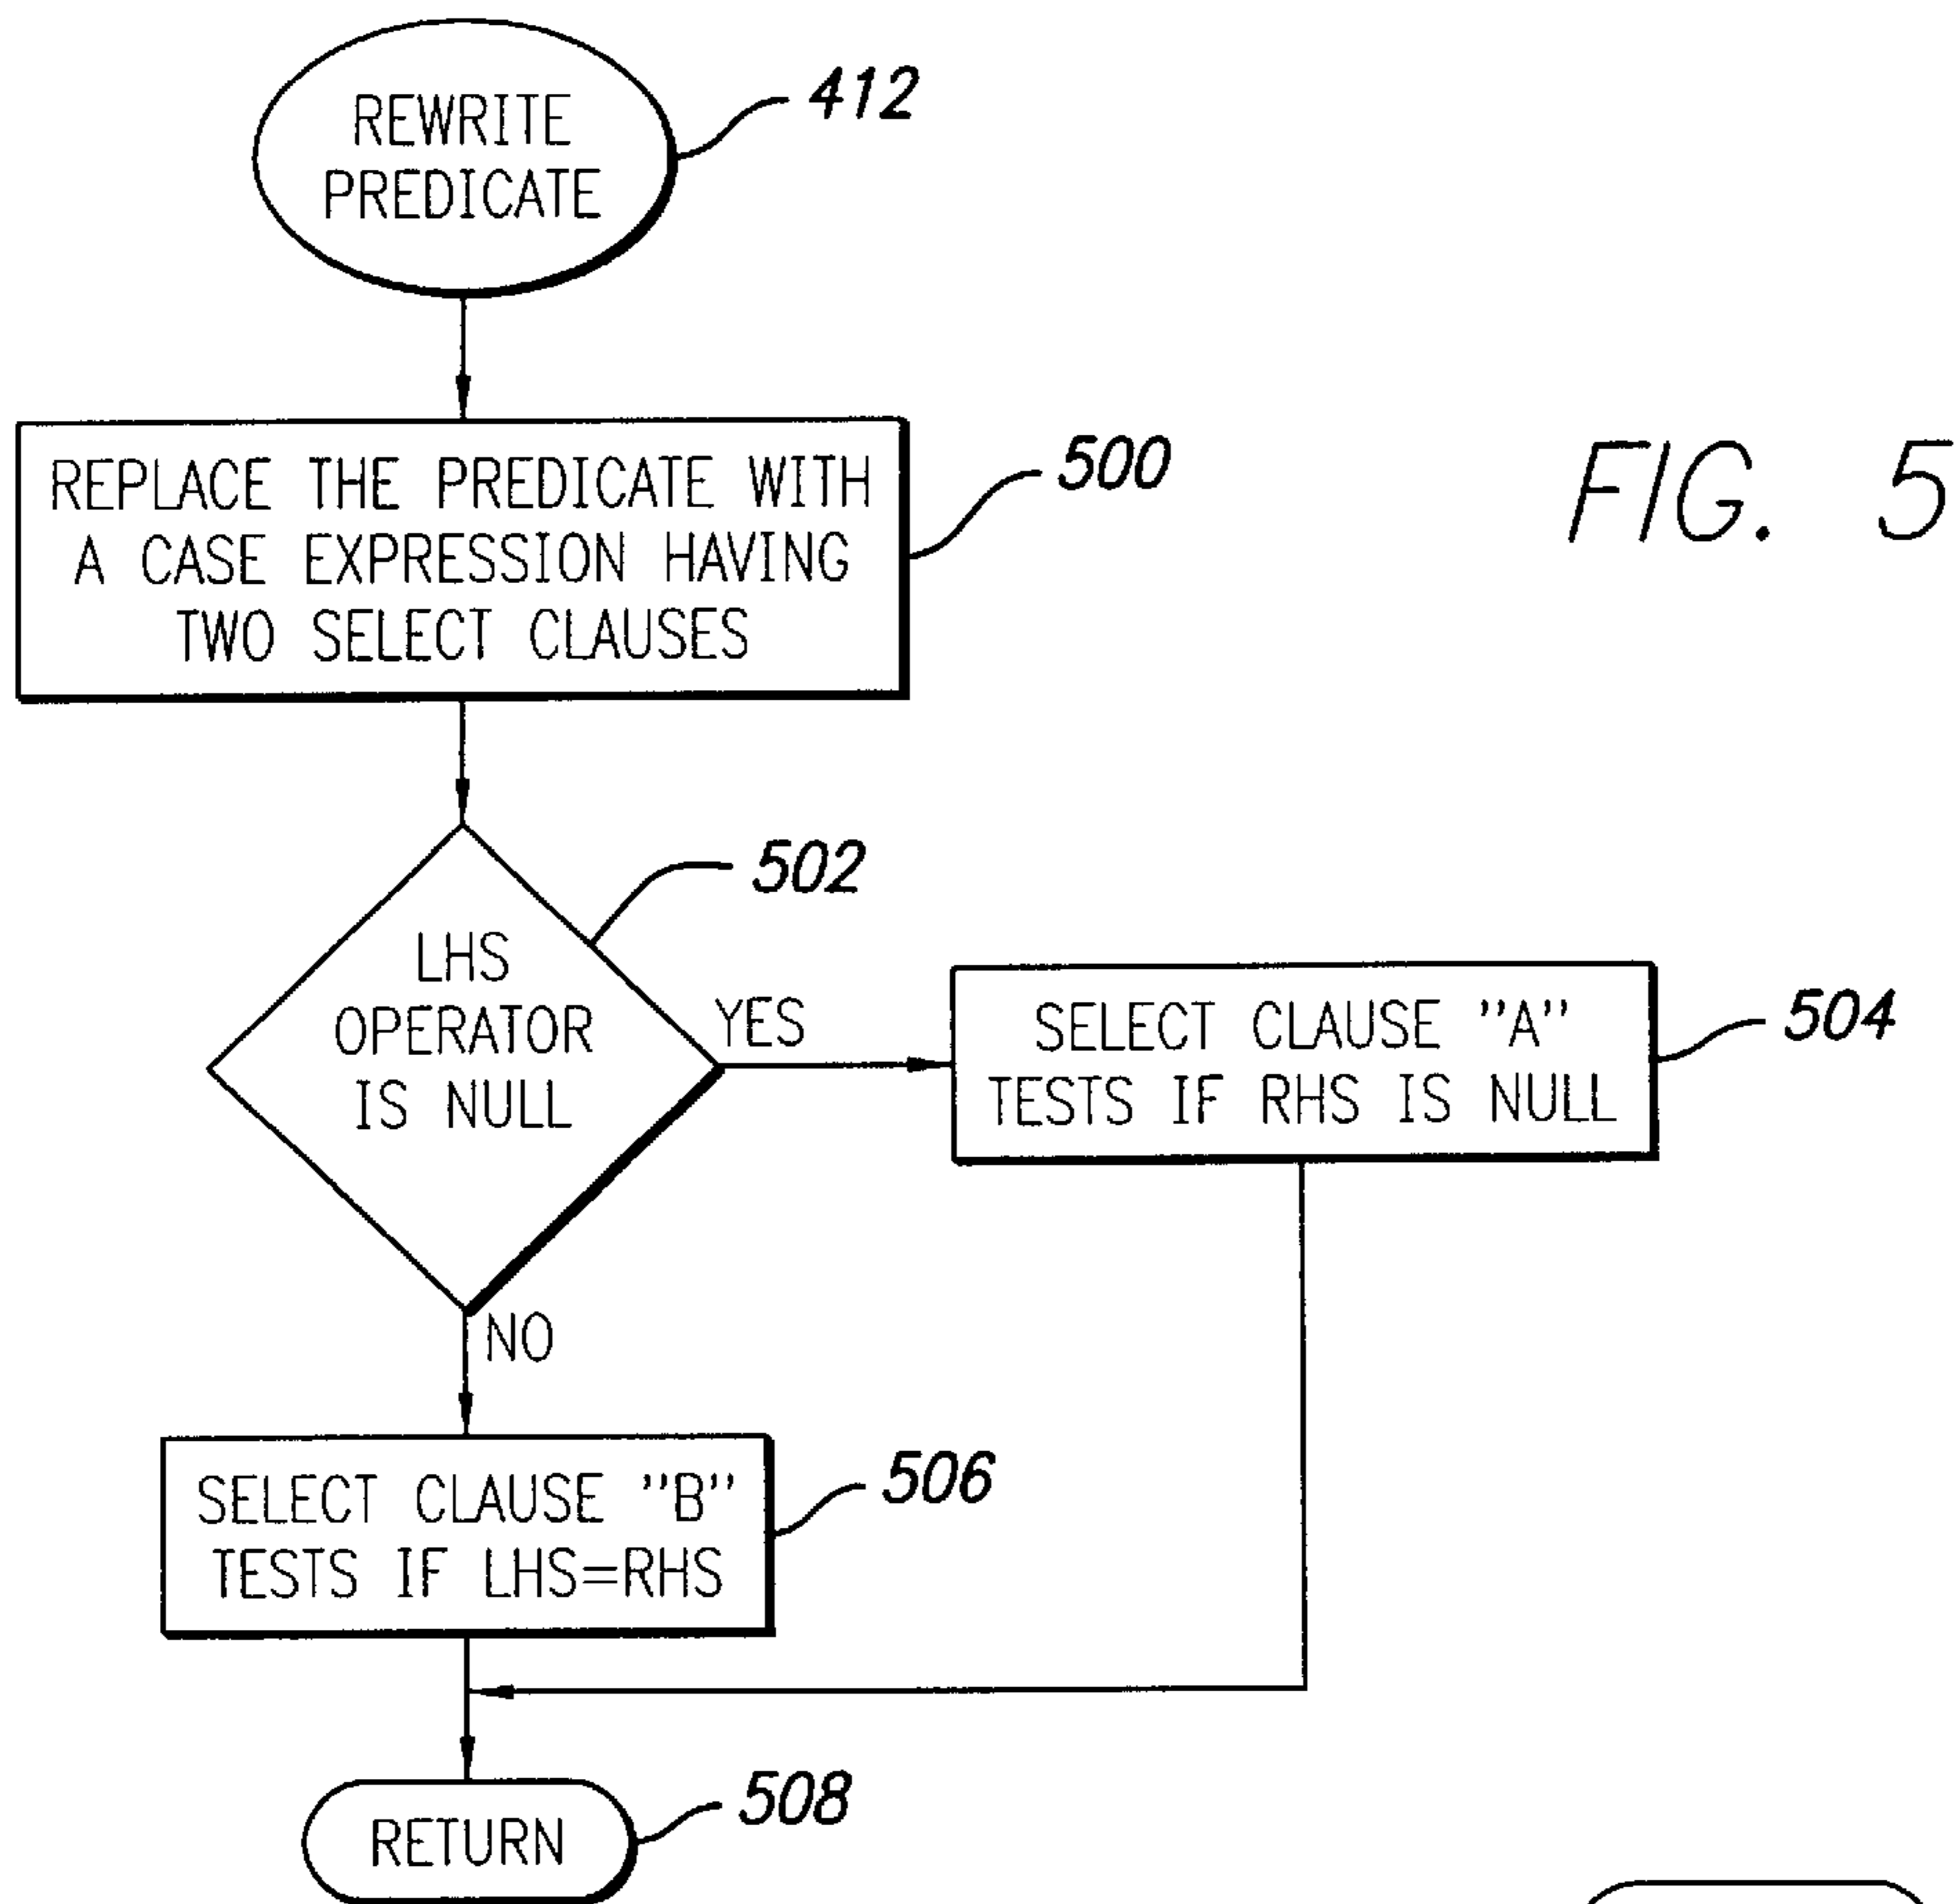 REWRITE
PREDICATE
412
REPLACE THE PREDICATE WITH
A CASE EXPRESSION HAVING
TWO SELECT CLAUSES
500
FIG. 5
502
LHS
OPERATOR
IS NULL
YES
SELECT CLAUSE "A"
TESTS IF RHS IS NULL
504
NO
SELECT CLAUSE "B"
TESTS IF LHS=RHS
506
RETURN
508